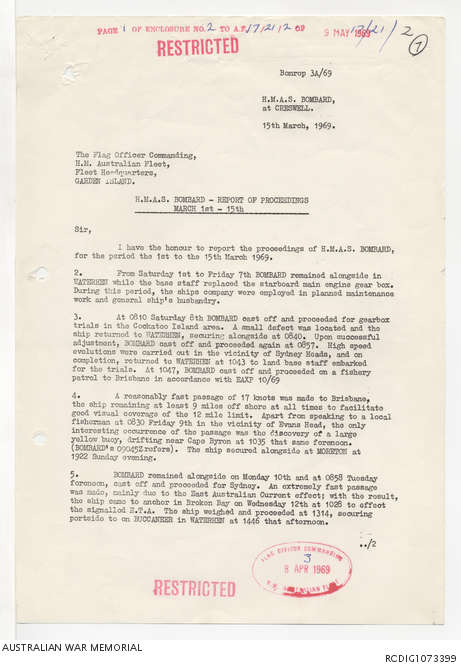 PAGE 1 OF ENCLOSURE NO. 2 TO A.F. 17/21/2 OF 9 MAY 1969
17/21/2
RESTRICTED
7
Bomrop 3A/69
H.M.A.S. BOMBARD,
at CRESWELL.
15th March, 1969.
The Flag Officer Commanding,
H.M. Australian Fleet,
Fleet Headquarters,
GARDEN ISLAND.
H.M.A.S. BOMBARD - REPORT OF PROCEEDINGS
MARCH 1st - 15th
Sir,
I have the honour to report the proceedings of H.M.A.S. BOMBARD,
for the period the 1st to the 15th March 1969.
2. From Saturday 1st to Friday 7th BOMBARD remained alongside in
WATERHEN while the base staff replaced the starboard main engine gear box.
During this period, the ships company were employed in planned maintenance
work and general ship's husbandry.
3. At 0810 Saturday 8th BOMBARD cast off and proceeded for gearbox
trials in the Cockatoo Island area. A small defect was located and the
ship returned to WATERHEN, securing alongside at 0840. Upon successful
adjustment, BOMBARD cast off and proceeded again at 0857. High speed
evolutions were carried out in the vicinity of Sydney Heads, and on
completion, returned to WATERHEN at 1043 to land base staff embarked
for the trials. At 1047, BOMBARD cast off and proceeded on a fishery
patrol to Brisbane in accordance with EAXP 10/69
4. A reasonably fast passage of 17 knots was made to Brisbane,
the ship remaining at least 9 miles off shore at all times to facilitate
good visual coverage of the 12 mile limit. Apart from speaking to a local
fisherman at 0830 Friday 9th in the vicinity of Evans Head, the only
interesting occurrence of the passage was the discovery of a large
yellow buoy, drifting near Cape Byron at 1035 that same forenoon.
(BOMBARD's 090452 refers). The ship secured alongside at MORETON at
1922 Sunday evening.
5. BOMBARD remained alongside on Monday 10th and at 0858 Tuesday
forenoon, cast off and proceeded for Sydney. An extremely fast passage
was made, mainly due to the East Australian Current effect; with the result,
the ship came to anchor in Broken Bay on Wednesday 12th at 1028 to effect
the signalled E.T.A. The ship weighed and proceeded at 1314, securing
portside to on BUCCANEER in WATERHEN at 1446 that afternoon.
../2
FLAG OFFICER COMMANDING
3
8 APR 1969
H.M. AUSTRALIAN FLEET
RESTRICTED
AUSTRALIAN WAR MEMORIAL
RCDIG1073399